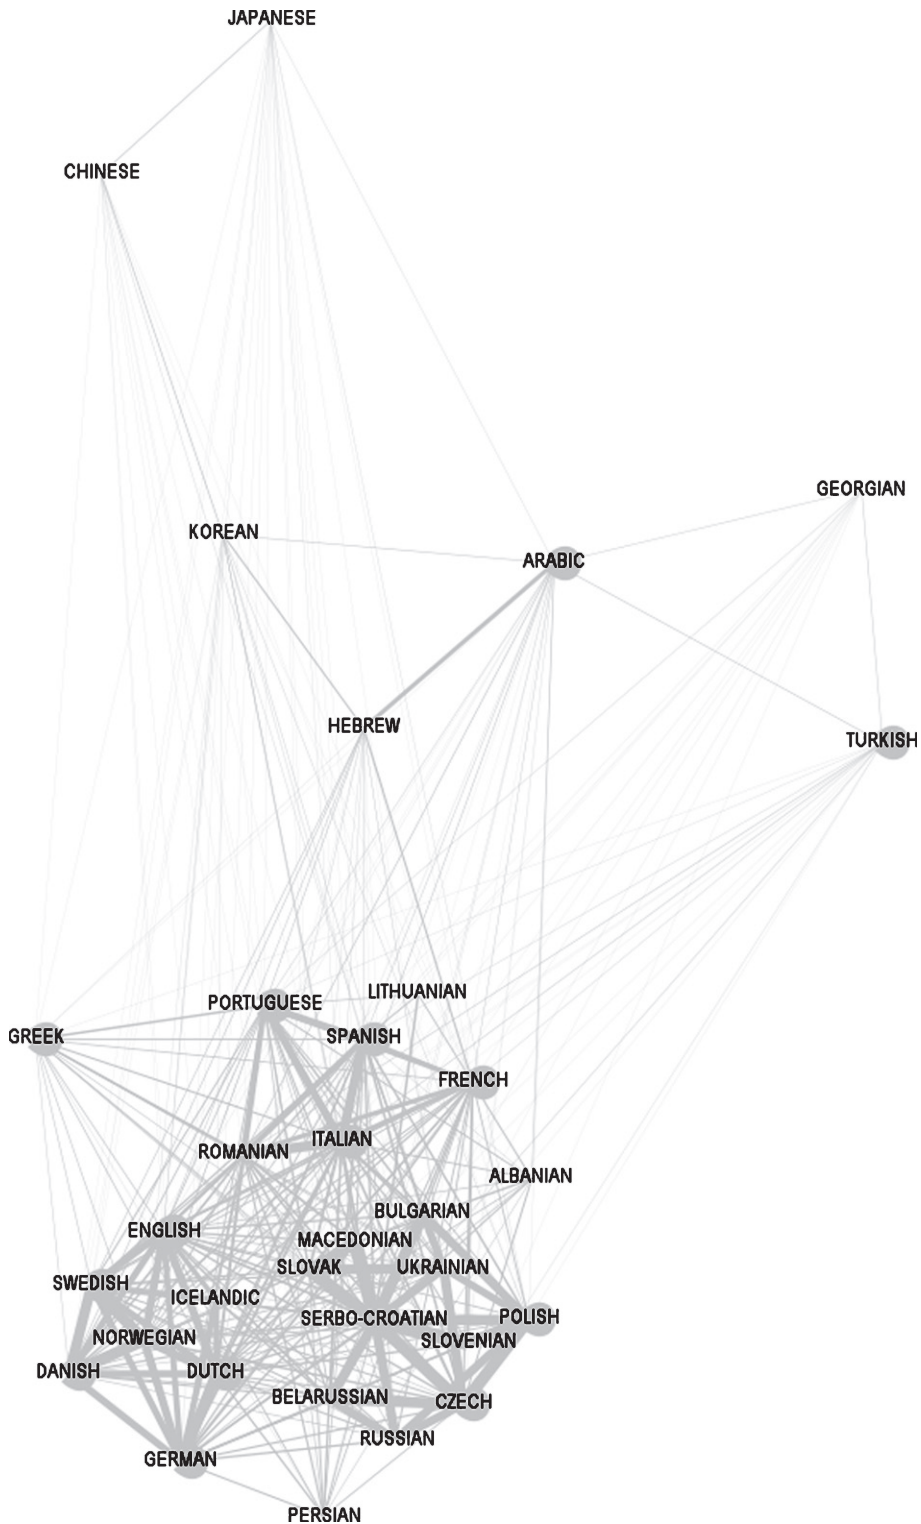 JAPANESE
CHINESE
GEORGIAN
KOREAN
ARABIC
HEBREW
TURKISH
LITHUANIAN
PORTUGUESE
GREEK
SPANISH
FRENCH
ITALIAN
ROMANIAN
ALBANIAN
BULGARIAN
ENGLISH
MACEDONIAN
SLOVAK
UKRAINIAN
SWEDISH
ICELANDIC
SERBO-CROATIAN
POLISH
NORWEGIAN
SLOVENIAN
DANISH
DUTCH
BELARUSSIAN
CZECH
RUSSIAN
GERMAN
PERSIAN